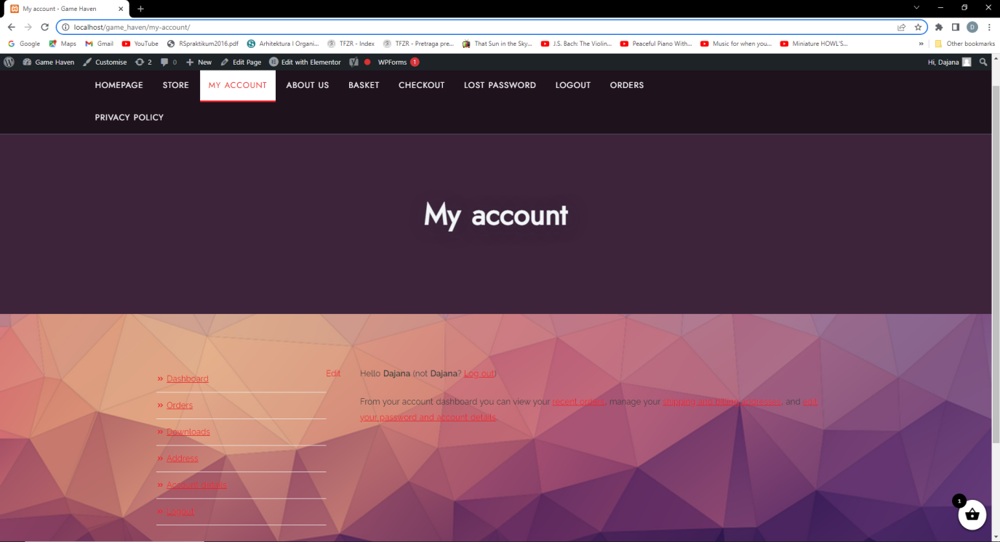 My account - Game Haven
localhost/game_haven/my-account/
D
Google Maps Gmail YouTube RSpraktikum2016.pdf Arhitektura I Organi... TFZR - Index TFZR - Pretraga pre... That Sun in the Sky... J.S. Bach: The Violin... Peaceful Piano With... Music for when you... Miniature HOWL'S... » Other bookmarks
Game Haven Customise 2 0 New Edit Page Edit with Elementor WPForms 1 Hi, Dajana
HOMEPAGE STORE MY ACCOUNT ABOUT US BASKET CHECKOUT LOST PASSWORD LOGOUT ORDERS
PRIVACY POLICY
My account
» Dashboard
» Orders
» Downloads
» Address
» Account details
» Logout
Edit
Hello Dajana (not Dajana? Log out)
From your account dashboard you can view your recent orders, manage your shipping and billing addresses, and edit
your password and account details.
1